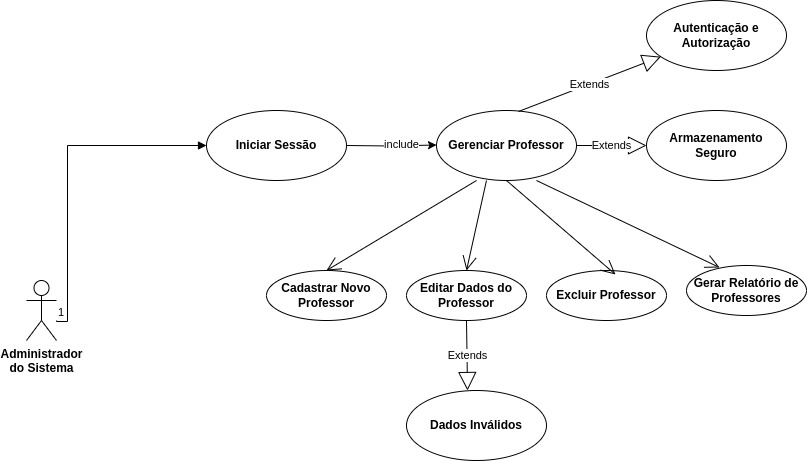 Autenticação e
Autorização
Extends
Iniciar Sessão
include
Gerenciar Professor
Extends
Armazenamento
Seguro
Cadastrar Novo
Professor
Editar Dados do
Professor
Excluir Professor
Gerar Relatório de
Professores
1
Administrador
do Sistema
Extends
Dados Inválidos